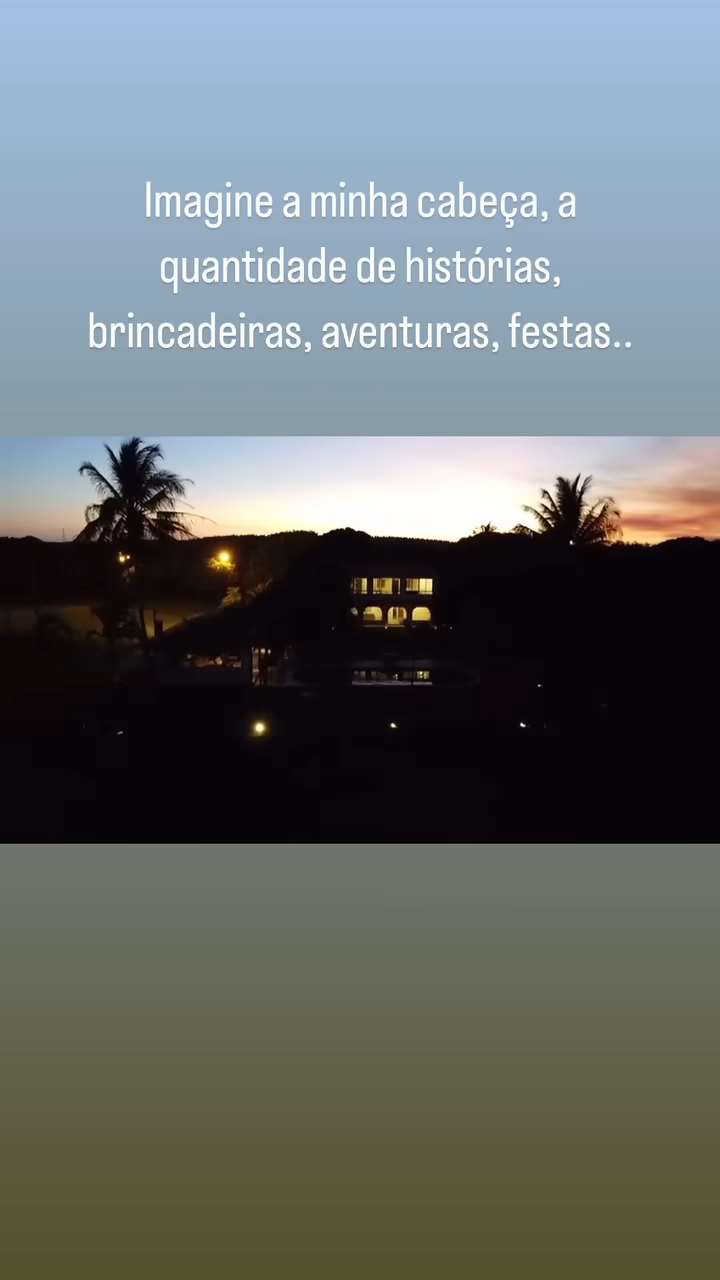 Imagine a minha cabeça, a
quantidade de histórias,
brincadeiras, aventuras, festas..